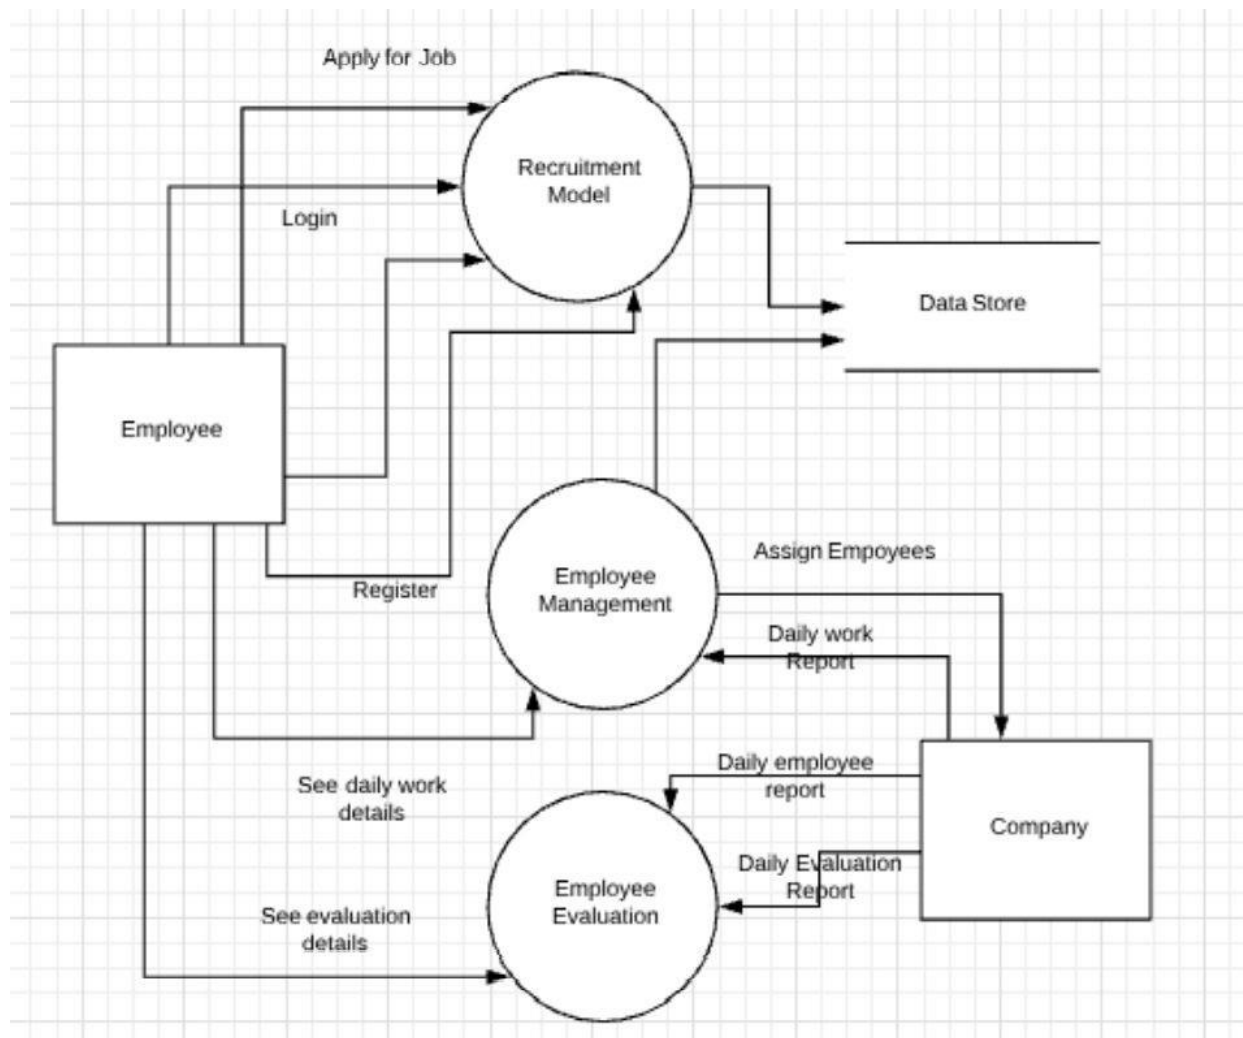 Apply for Job
Recruitment
Model
Login
Data Store
Employee
Assign Empoyees
Employee
Management
Register
Daily work
Report
See daily work
details
Daily employee
report
Company
Daily Evaluation
Report
Employee
Evaluation
See evaluation
details